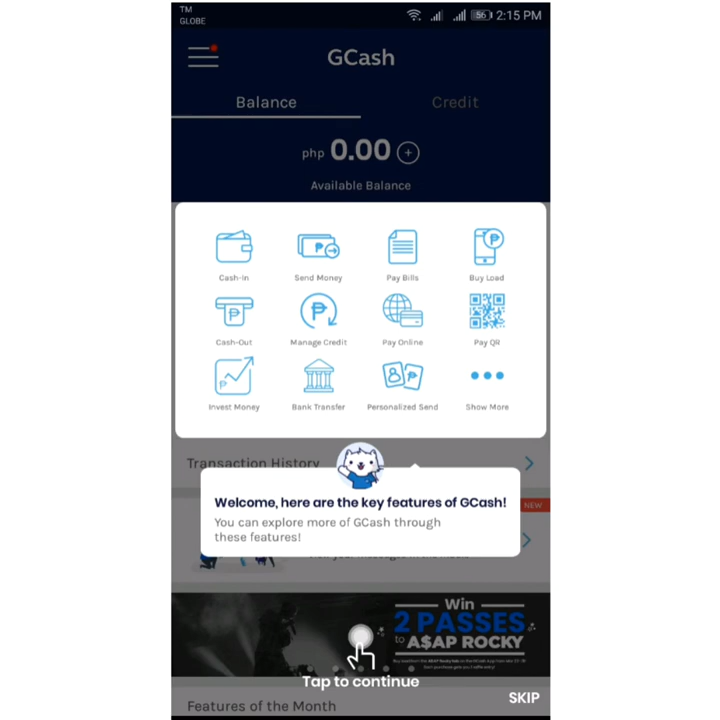 TM
GLOBE
56
2:15 PM
GCash
Balance
Credit
php 0.00 +
Available Balance
Cash-In
Send Money
Pay Bills
Buy Load
Cash-Out
Manage Credit
Pay Online
Pay QR
Invest Money
Bank Transfer
Personalized Send
Show More
Transaction History
Welcome, here are the key features of GCash!
You can explore more of GCash through
these features!
NEW
Win
2 PASSES
to A$AP ROCKY
Tap to continue
SKIP
Features of the Month